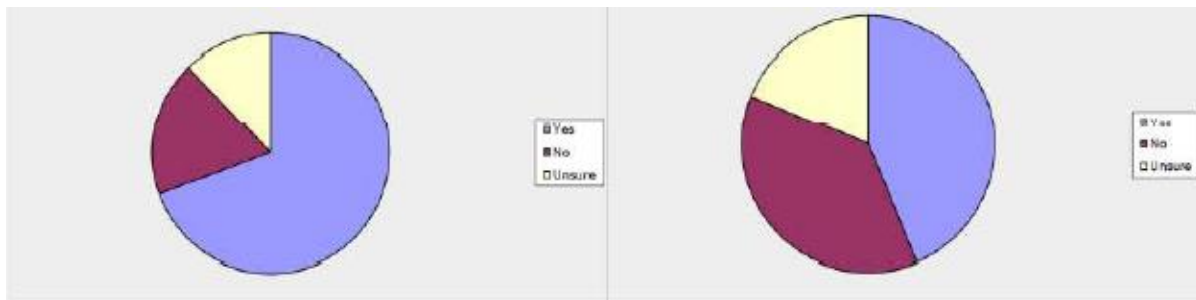 Yes
No
Unsure
Yes
No
Unsure